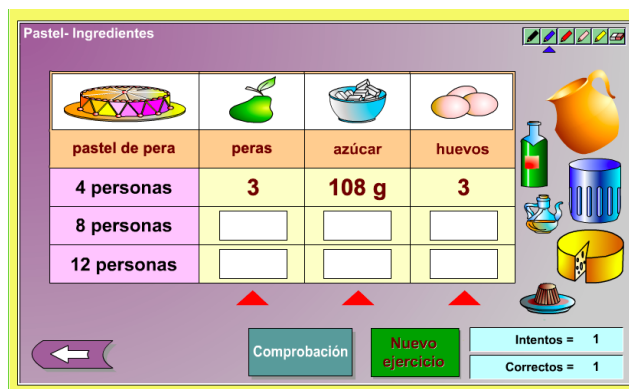 Pastel- Ingredientes
pastel de pera peras azúcar huevos
4 personas 3 108 g 3
8 personas
12 personas
Comprobación
Nuevo
ejercicio
Intentos = 1
Correctos = 1